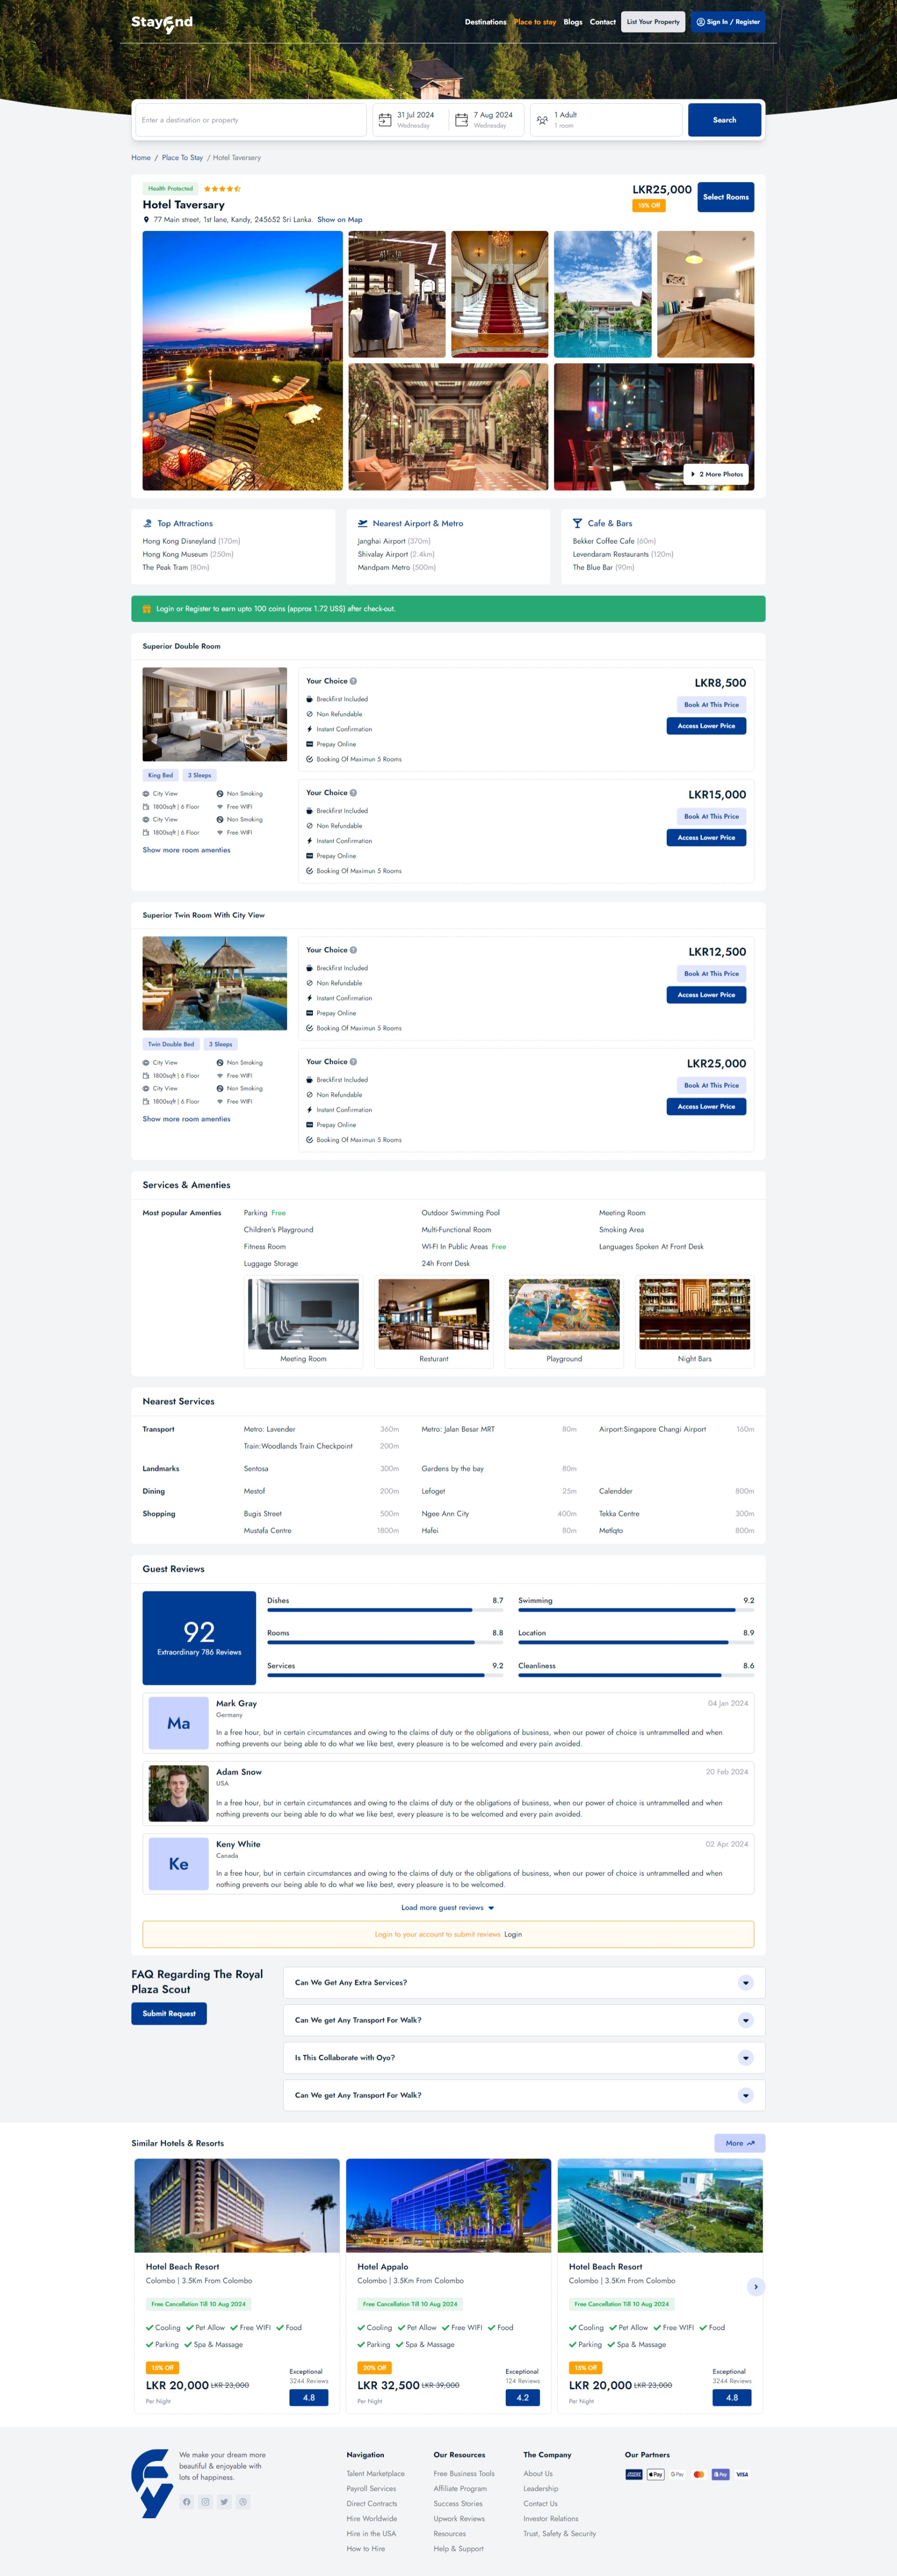 Stayfnd
Destinations Place to stay Blogs Contact List Your Property Sign In / Register
Enter a destination or property
31 Jul 2024
Wednesday
7 Aug 2024
Wednesday
1 Adult
1 room
Search
Home / Place To Stay / Hotel Taversery
Health Protected
Hotel Taversary
77 Main street, 1st lane, Kandy, 245652 Sri Lanka. Show on Map
LKR25,000
15% Off
Select Rooms
2 More Photos
Top Attractions
Hong Kong Disneyland (170m)
Hong Kong Museum (250m)
The Peak Tram (80m)
Nearest Airport & Metro
Janghai Airport (370m)
Shivalay Airport (2.4km)
Mandpam Metro (500m)
Cafe & Bars
Bekker Coffee Cafe (60m)
Levendaram Restaurants (120m)
The Blue Bar (90m)
Login or Register to earn upto 100 coins (approx 1.72 US$) after check-out.
Superior Double Room
King Bed 3 Sleeps
City View Non Smoking
1800sqft | 6 Floor Free WIFI
City View Non Smoking
1800sqft | 6 Floor Free WIFI
Show more room amenties
Your Choice
Breckfirst Included
Non Refundable
Instant Confirmation
Prepay Online
Booking Of Maximun 5 Rooms
LKR8,500
Book At This Price
Access Lower Price
Your Choice
Breckfirst Included
Non Refundable
Instant Confirmation
Prepay Online
Booking Of Maximun 5 Rooms
LKR15,000
Book At This Price
Access Lower Price
Superior Twin Room With City View
Twin Double Bed 3 Sleeps
City View Non Smoking
1800sqft | 6 Floor Free WIFI
City View Non Smoking
1800sqft | 6 Floor Free WIFI
Show more room amenties
Your Choice
Breckfirst Included
Non Refundable
Instant Confirmation
Prepay Online
Booking Of Maximun 5 Rooms
LKR12,500
Book At This Price
Access Lower Price
Your Choice
Breckfirst Included
Non Refundable
Instant Confirmation
Prepay Online
Booking Of Maximun 5 Rooms
LKR25,000
Book At This Price
Access Lower Price
Services & Amenties
Most popular Amenties
Parking Free Outdoor Swimming Pool Meeting Room
Children's Playground Multi-Functional Room Smoking Area
Fitness Room WI-FI In Public Areas Free Languages Spoken At Front Desk
Luggage Storage 24h Front Desk
Meeting Room Resturant Playground Night Bars
Nearest Services
Transport Metro: Lavender 360m Metro: Jalan Besar MRT 80m Airport:Singapore Changi Airport 160m
Train:Woodlands Train Checkpoint 200m
Landmarks Sentosa 300m Gardens by the bay 80m
Dining Mestof 200m Lefoget 25m Calendder 800m
Shopping Bugis Street 500m Ngee Ann City 400m Tekka Centre 300m
Mustafa Centre 1800m Hafei 80m Metlqto 800m
Guest Reviews
92
Extraordinary 786 Reviews
Dishes 8.7 Swimming 9.2
Rooms 8.8 Location 8.9
Services 9.2 Cleanliness 8.6
Ma
Mark Gray 04 Jan 2024
Germany
In a free hour, but in certain circumstances and owing to the claims of duty or the obligations of business, when our power of choice is untrammelled and when
nothing prevents our being able to do what we like best, every pleasure is to be welcomed and every pain avoided.
Adam Snow 20 Feb 2024
USA
In a free hour, but in certain circumstances and owing to the claims of duty or the obligations of business, when our power of choice is untrammelled and when
nothing prevents our being able to do what we like best, every pleasure is to be welcomed and every pain avoided.
Ke
Keny White 02 Apr 2024
Canada
In a free hour, but in certain circumstances and owing to the claims of duty or the obligations of business, when our power of choice is untrammelled and when
nothing prevents our being able to do what we like best, every pleasure is to be welcomed.
Load more guest reviews
Login to your account to submit reviews Login
FAQ Regarding The Royal
Plaza Scout
Submit Request
Can We Get Any Extra Services?
Can We get Any Transport For Walk?
Is This Collaborate with Oyo?
Can We get Any Transport For Walk?
Similar Hotels & Resorts
More
Hotel Beach Resort
Colombo | 3.5Km From Colombo
Free Cancellation Till 10 Aug 2024
Cooling Pet Allow Free WIFI Food
Parking Spa & Massage
15% Off
LKR 20,000 LKR 23,000
Per Night
Exceptional
3244 Reviews
4.8
Hotel Appalo
Colombo | 3.5Km From Colombo
Free Cancellation Till 10 Aug 2024
Cooling Pet Allow Free WIFI Food
Parking Spa & Massage
20% Off
LKR 32,500 LKR 39,000
Per Night
Exceptional
124 Reviews
4.2
Hotel Beach Resort
Colombo | 3.5Km From Colombo
Free Cancellation Till 10 Aug 2024
Cooling Pet Allow Free WIFI Food
Parking Spa & Massage
15% Off
LKR 20,000 LKR 23,000
Per Night
Exceptional
3244 Reviews
4.8
We make your dream more
beautiful & enjoyable with
lots of happiness.
Navigation
Talent Marketplace
Payroll Services
Direct Contracts
Hire Worldwide
Hire in the USA
How to Hire
Our Resources
Free Business Tools
Affiliate Program
Success Stories
Upwork Reviews
Resources
Help & Support
The Company
About Us
Leadership
Contact Us
Investor Relations
Trust, Safety & Security
Our Partners
Pay G Pay Pay VISA